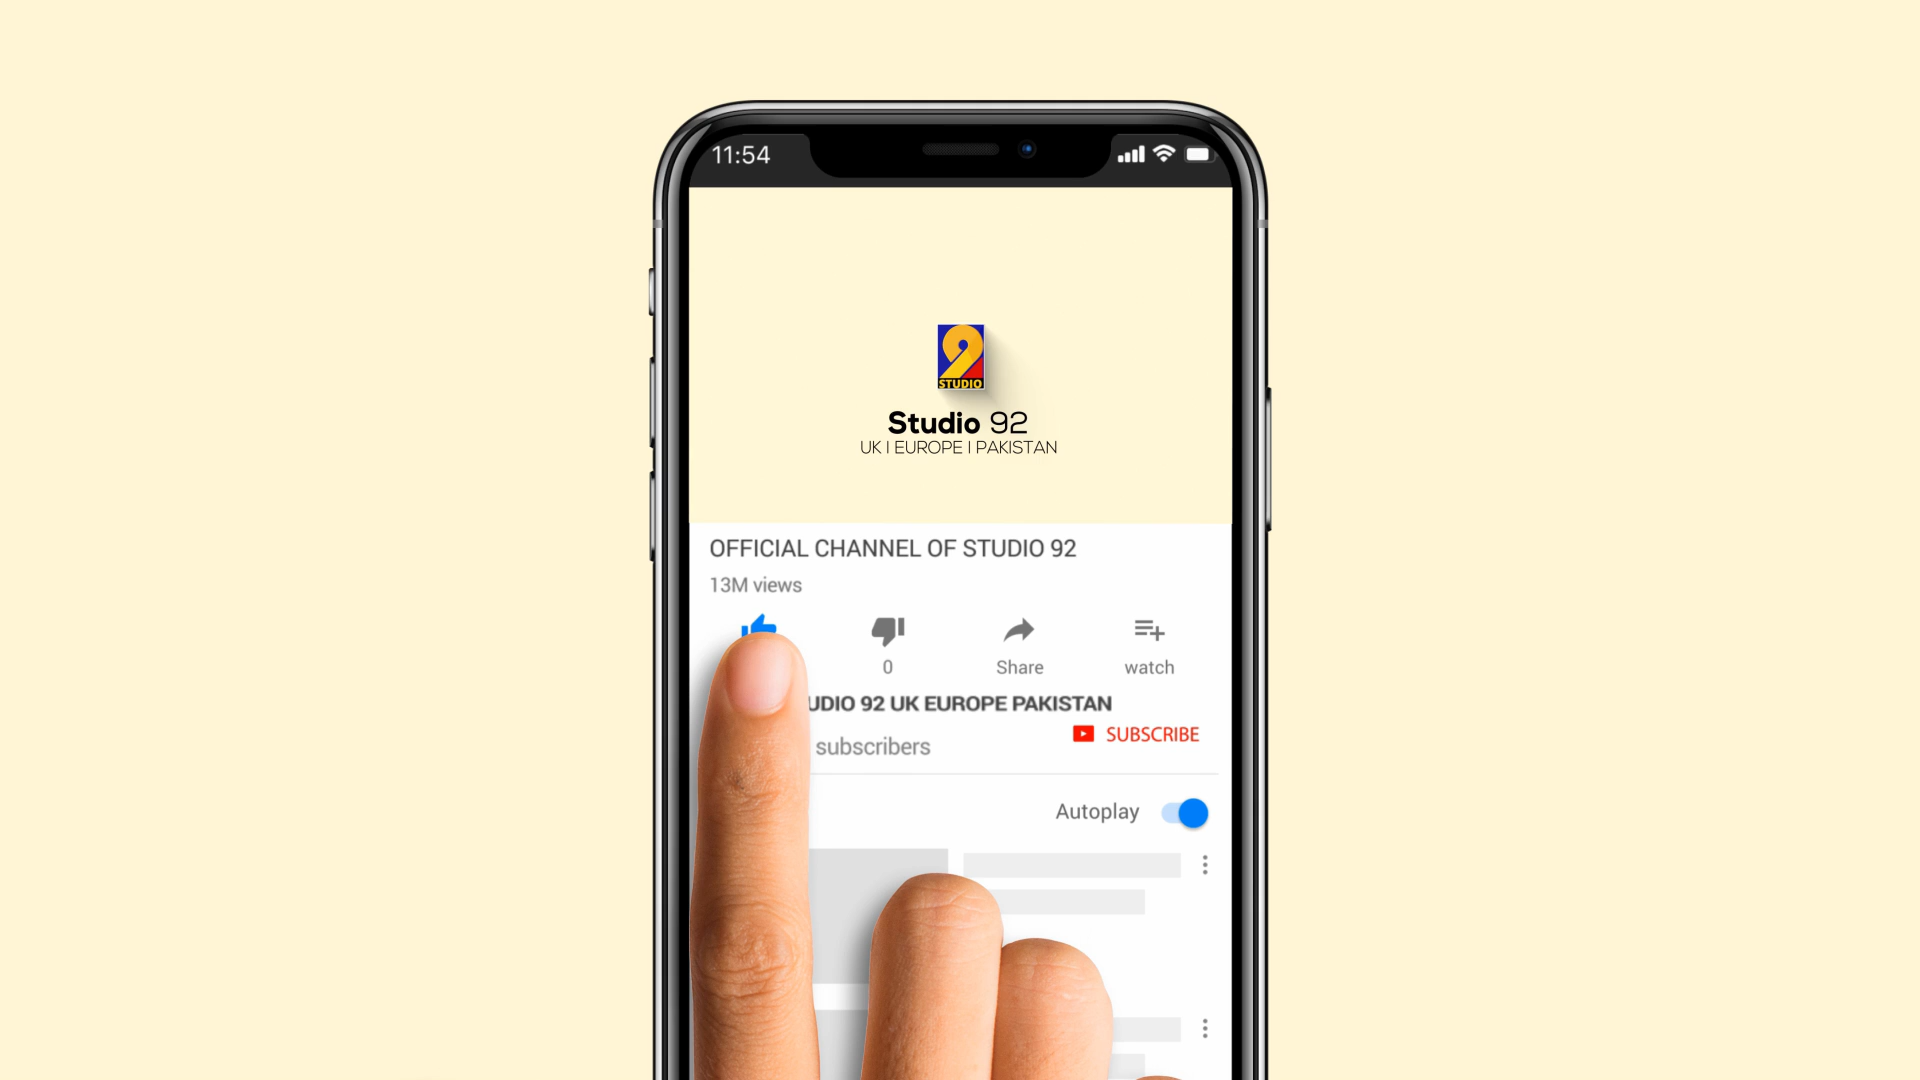 11:54
STUDIO
Studio 92
UK | EUROPE | PAKISTAN
OFFICIAL CHANNEL OF STUDIO 92
13M views
0
Share
watch
UDIO 92 UK EUROPE PAKISTAN
SUBSCRIBE
subscribers
Autoplay